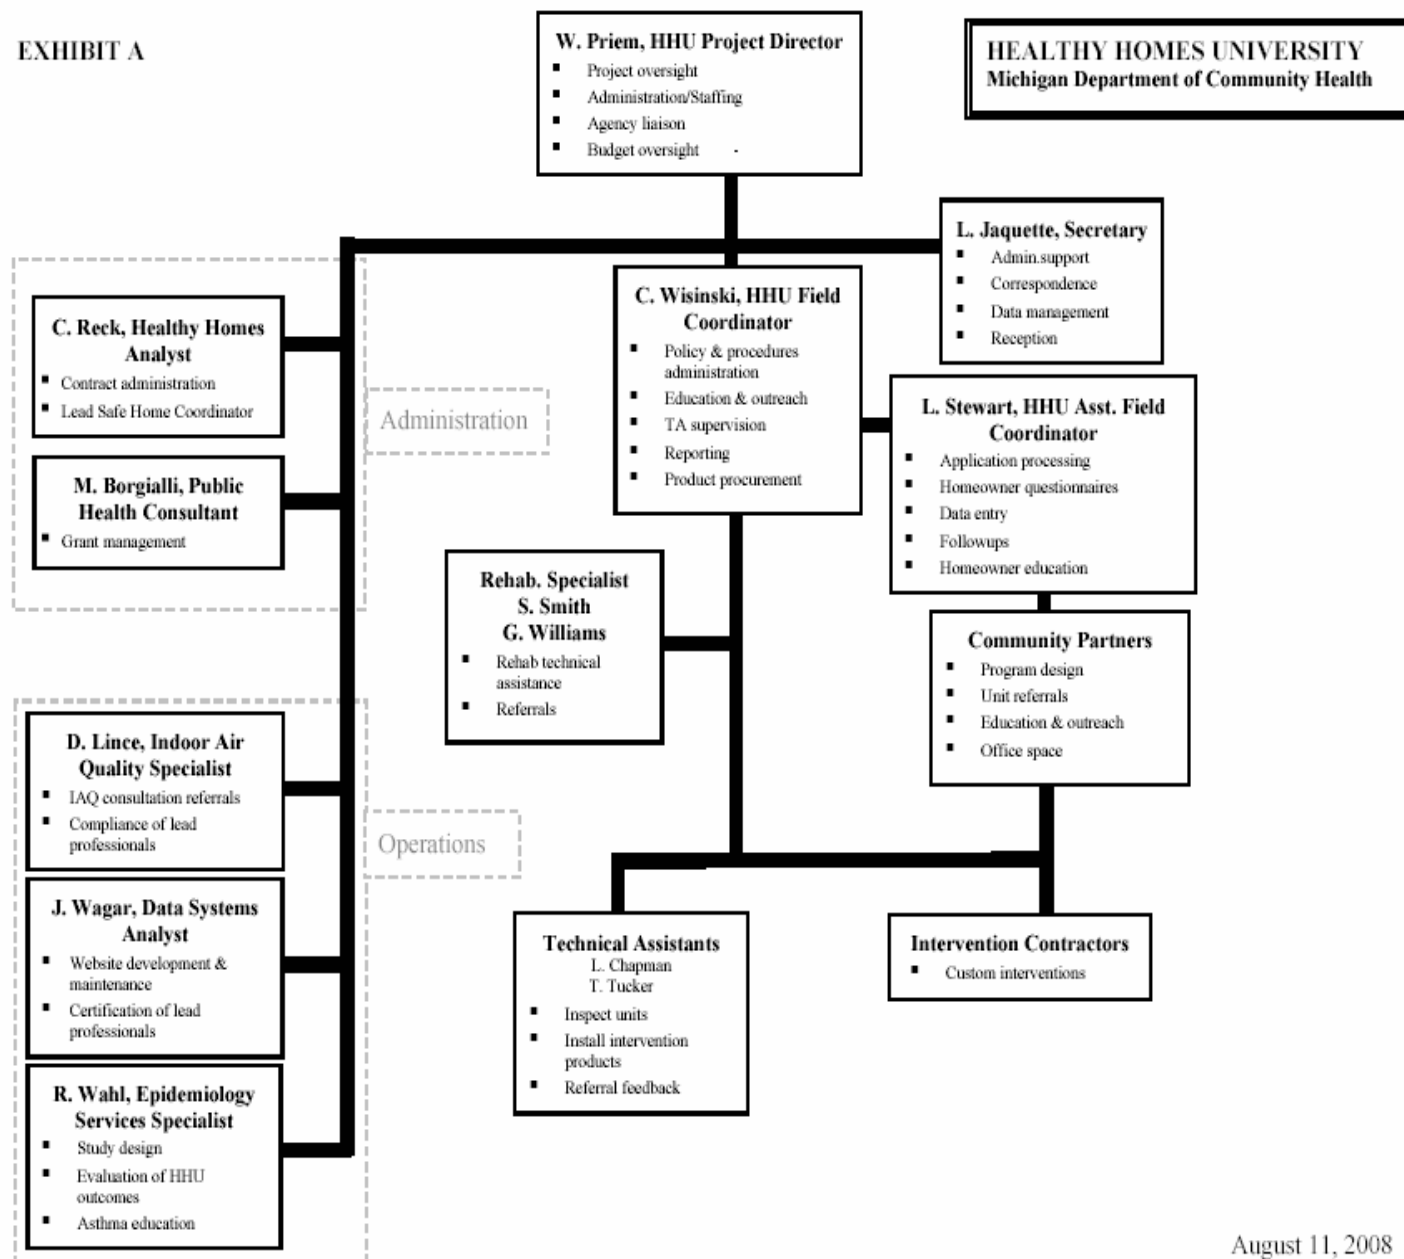 EXHIBIT A
W. Priem, HHU Project Director
▪ Project oversight
▪ Administration/Staffing
▪ Agency liaison
▪ Budget oversight
HEALTHY HOMES UNIVERSITY
Michigan Department of Community Health
L. Jaquette, Secretary
▪ Admin.support
▪ Correspondence
▪ Data management
▪ Reception
C. Reck, Healthy Homes
Analyst
▪ Contract administration
▪ Lead Safe Home Coordinator
M. Borgialli, Public
Health Consultant
▪ Grant management
Administration
C. Wisinski, HHU Field
Coordinator
▪ Policy & procedures
administration
▪ Education & outreach
▪ TA supervision
▪ Reporting
▪ Product procurement
L. Stewart, HHU Asst. Field
Coordinator
▪ Application processing
▪ Homeowner questionnaires
▪ Data entry
▪ Followups
▪ Homeowner education
Rehab. Specialist
S. Smith
G. Williams
▪ Rehab technical
assistance
▪ Referrals
Community Partners
▪ Program design
▪ Unit referrals
▪ Education & outreach
▪ Office space
D. Lince, Indoor Air
Quality Specialist
▪ IAQ consultation referrals
▪ Compliance of lead
professionals
Operations
J. Wagar, Data Systems
Analyst
▪ Website development &
maintenance
▪ Certification of lead
professionals
R. Wahl, Epidemiology
Services Specialist
▪ Study design
▪ Evaluation of HHU
outcomes
▪ Asthma education
Technical Assistants
L. Chapman
T. Tucker
▪ Inspect units
▪ Install intervention
products
▪ Referral feedback
Intervention Contractors
▪ Custom interventions
August 11, 2008